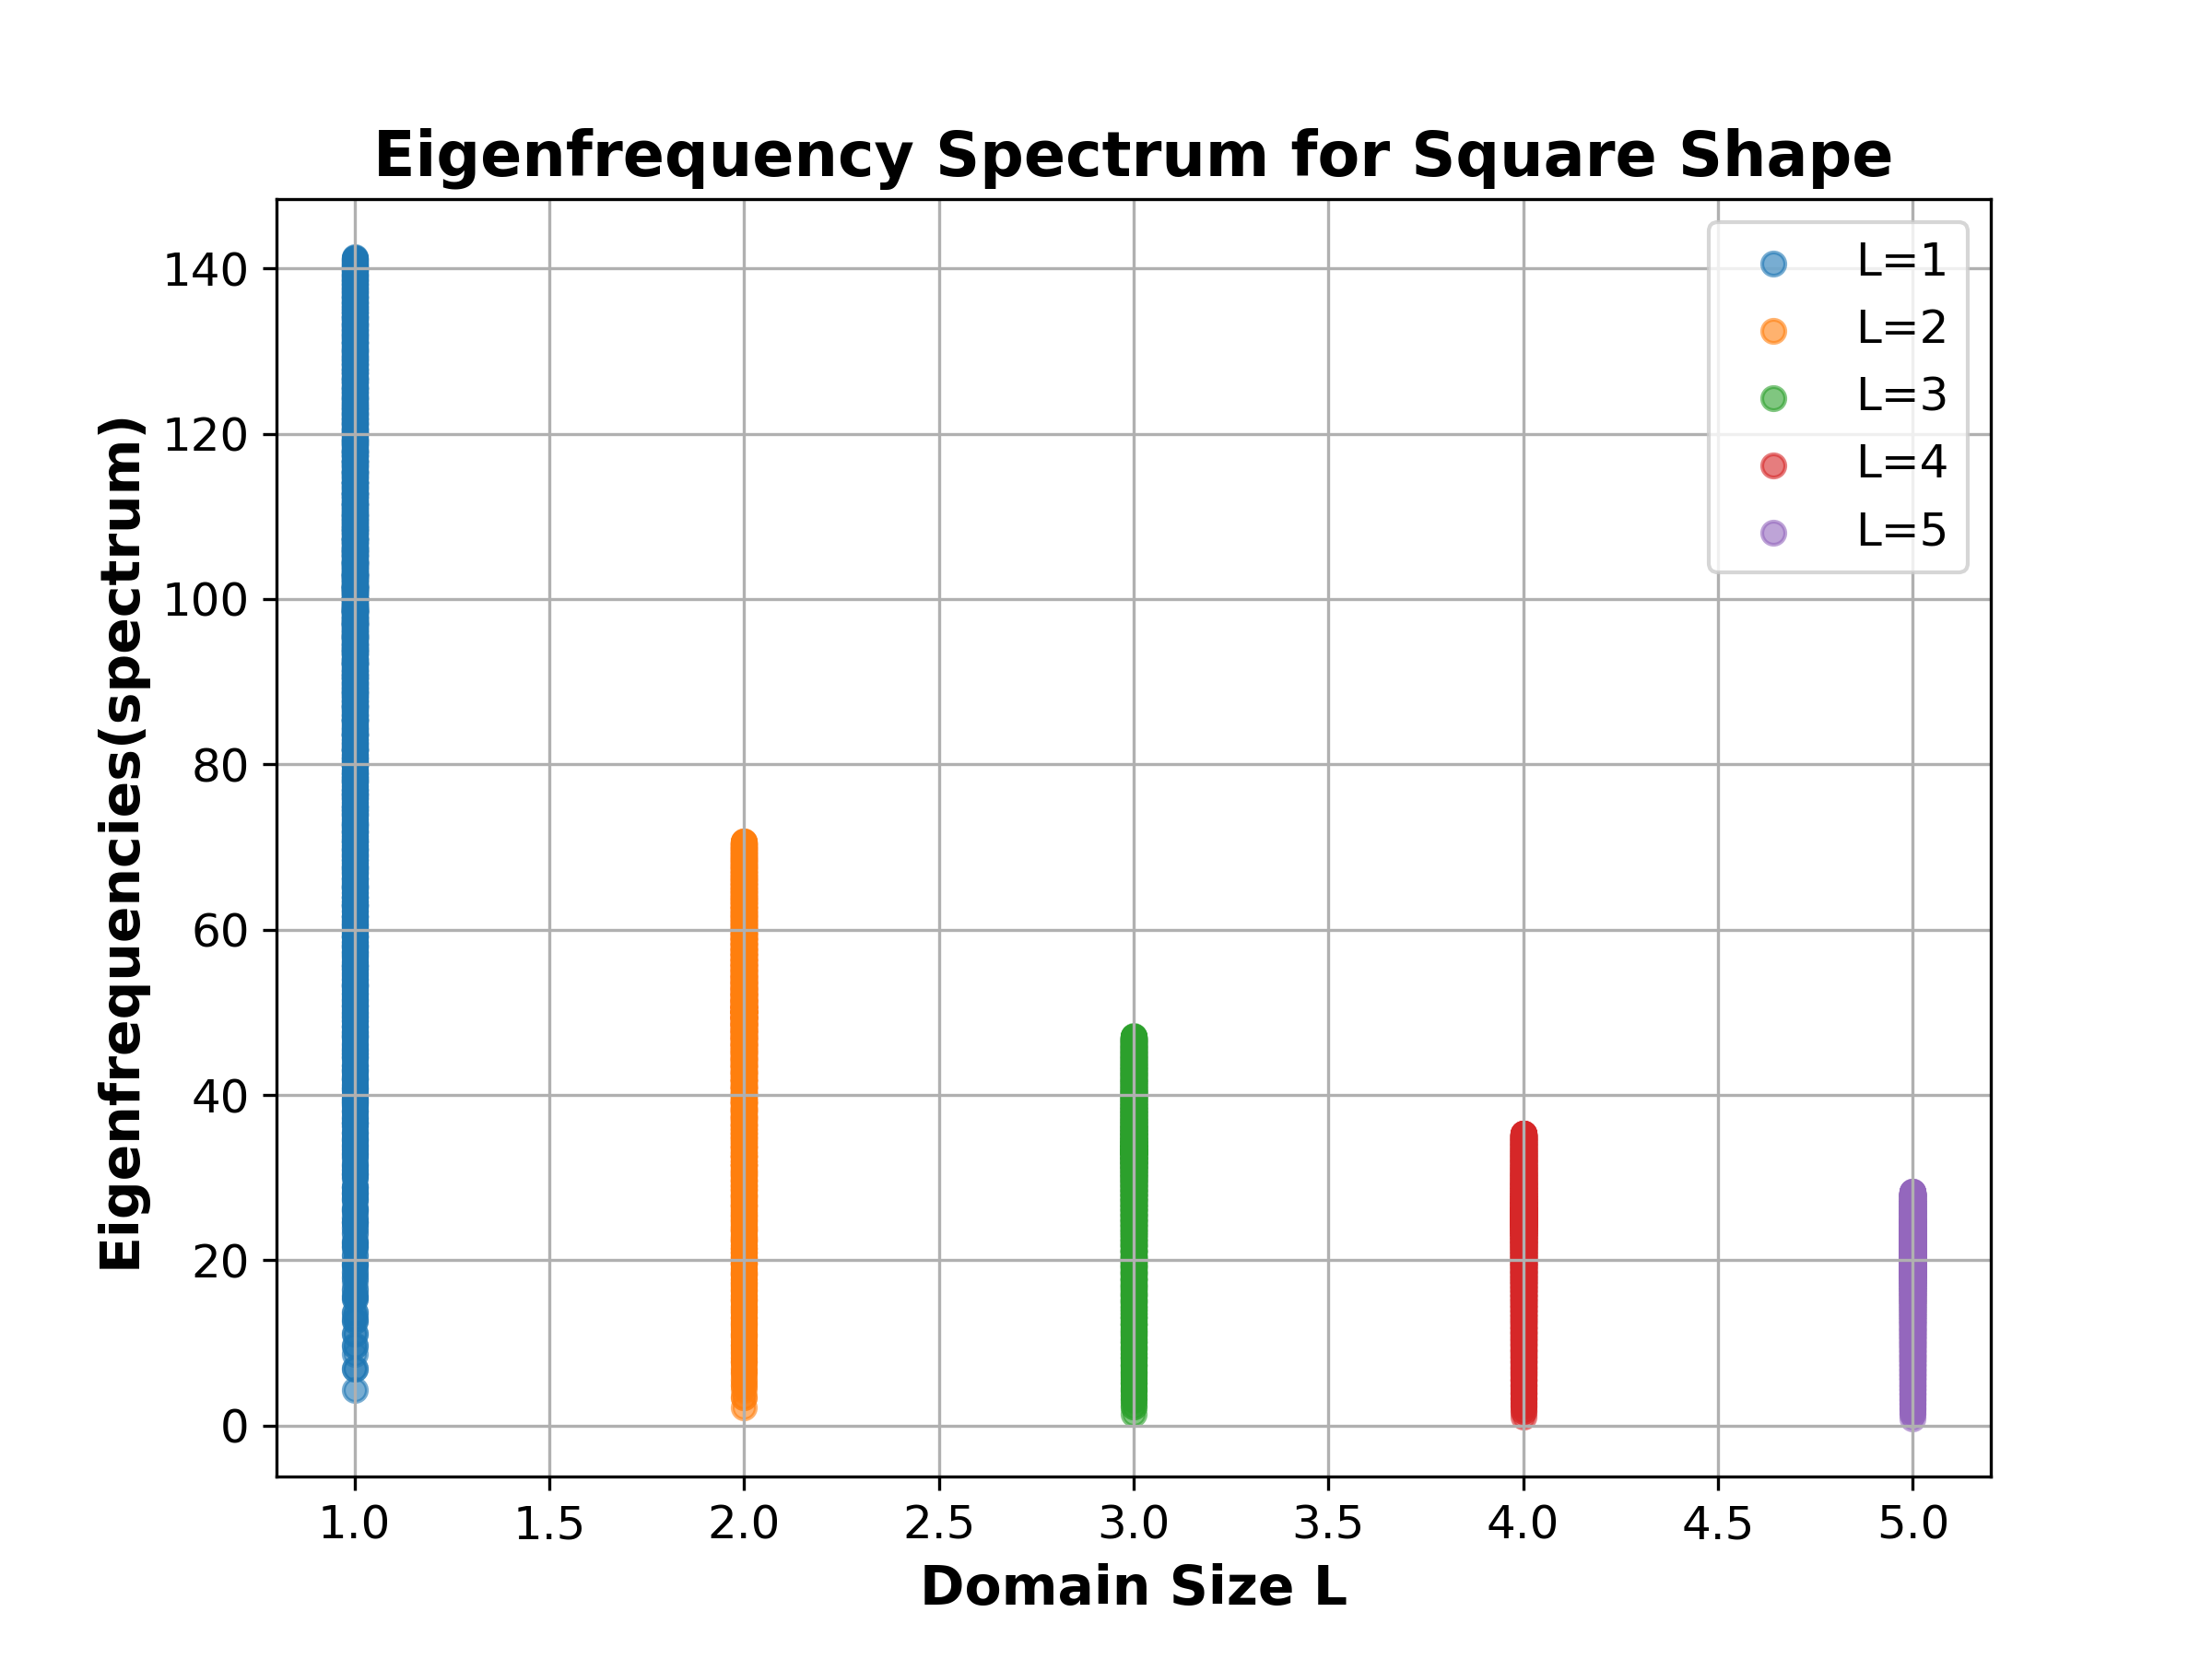 Eigenfrequency Spectrum for Square Shape
Eigenfrequencies(spectrum)
140
120
100
80
60
40
20
0
L=1
L=2
L=3
L=4
L=5
1.0 1.5 2.0 2.5 3.0 3.5 4.0 4.5 5.0
Domain Size L